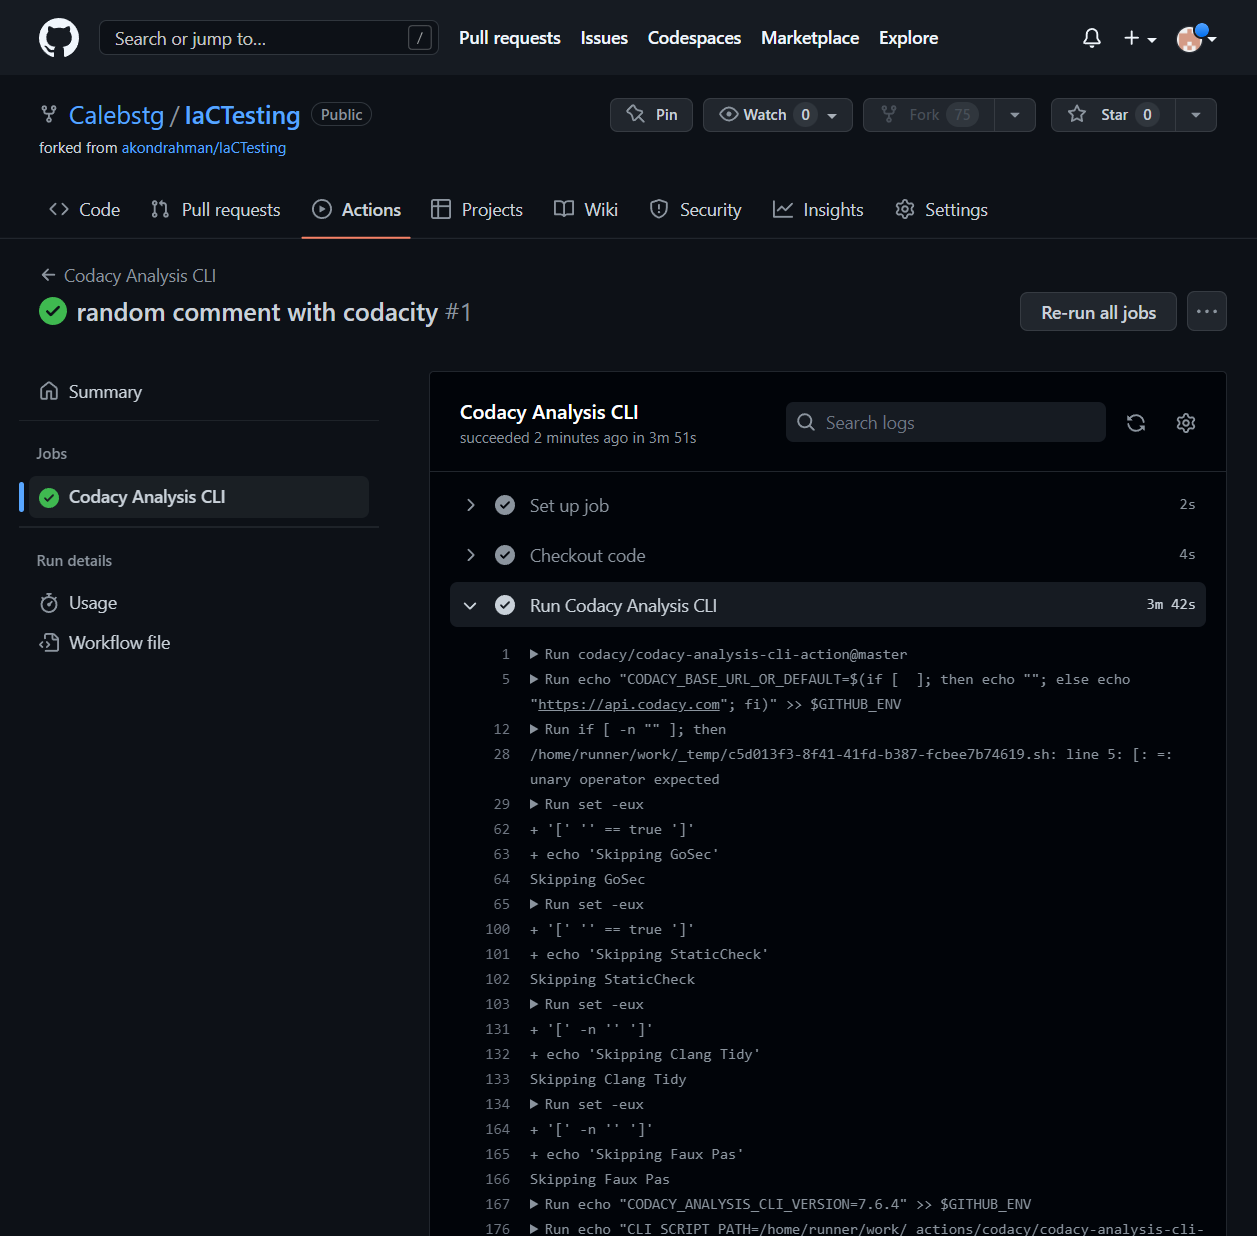 Search or jump to... /
Pull requests Issues Codespaces Marketplace Explore
Calebstg / IaCTesting Public
Pin Watch 0 Fork 75 Star 0
forked from akondrahman/IaCTesting
Code Pull requests Actions Projects Wiki Security Insights Settings
Codacy Analysis CLI
random comment with codacity #1
Re-run all jobs
Summary
Jobs
Codacy Analysis CLI
Run details
Usage
Workflow file
Codacy Analysis CLI
succeeded 2 minutes ago in 3m 51s
Search logs
Set up job 2s
Checkout code 4s
Run Codacy Analysis CLI 3m 42s
1 Run codacy/codacy-analysis-cli-action@master
5 Run echo "CODACY_BASE_URL_OR_DEFAULT=$(if [  ]; then echo ""; else echo
"https://api.codacy.com"; fi)" >> $GITHUB_ENV
12 Run if [ -n "" ]; then
28 /home/runner/work/_temp/c5d013f3-8f41-41fd-b387-fcbee7b74619.sh: line 5: [: =:
unary operator expected
29 Run set -eux
62 + '[' '' == true ']'
63 + echo 'Skipping GoSec'
64 Skipping GoSec
65 Run set -eux
100 + '[' '' == true ']'
101 + echo 'Skipping StaticCheck'
102 Skipping StaticCheck
103 Run set -eux
131 + '[' -n '' ']'
132 + echo 'Skipping Clang Tidy'
133 Skipping Clang Tidy
134 Run set -eux
164 + '[' -n '' ']'
165 + echo 'Skipping Faux Pas'
166 Skipping Faux Pas
167 Run echo "CODACY_ANALYSIS_CLI_VERSION=7.6.4" >> $GITHUB_ENV
176 Run echo "CLI_SCRIPT_PATH=/home/runner/work/_actions/codacy/codacy-analysis-cli-